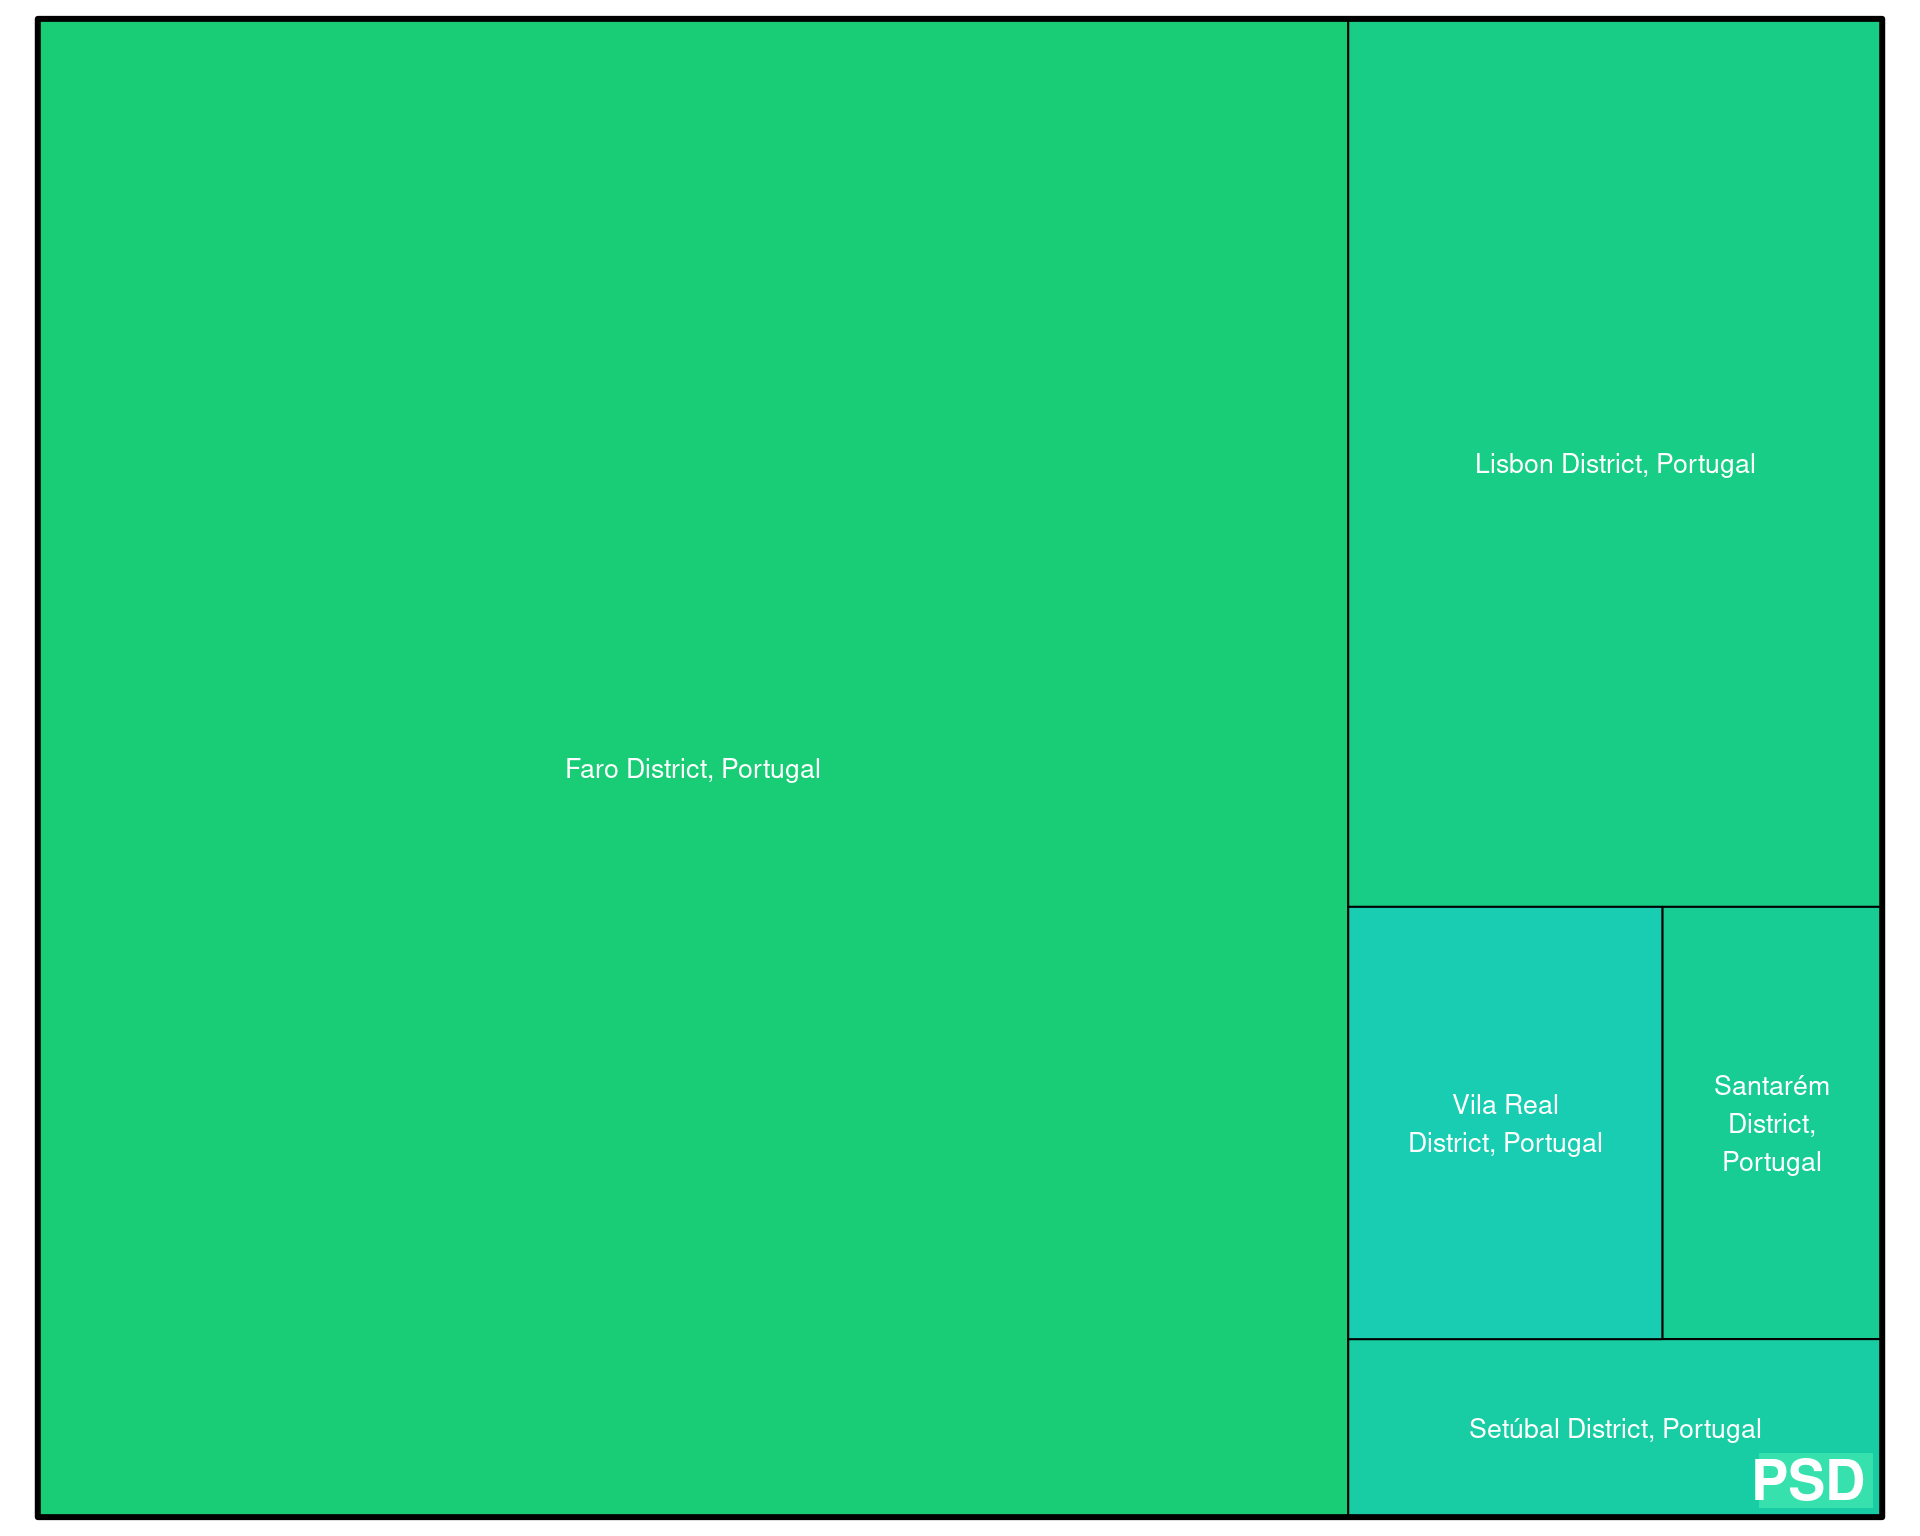 Faro District, Portugal
Lisbon District, Portugal
Vila Real
District, Portugal
Santarém
District,
Portugal
Setúbal District, Portugal
PSD